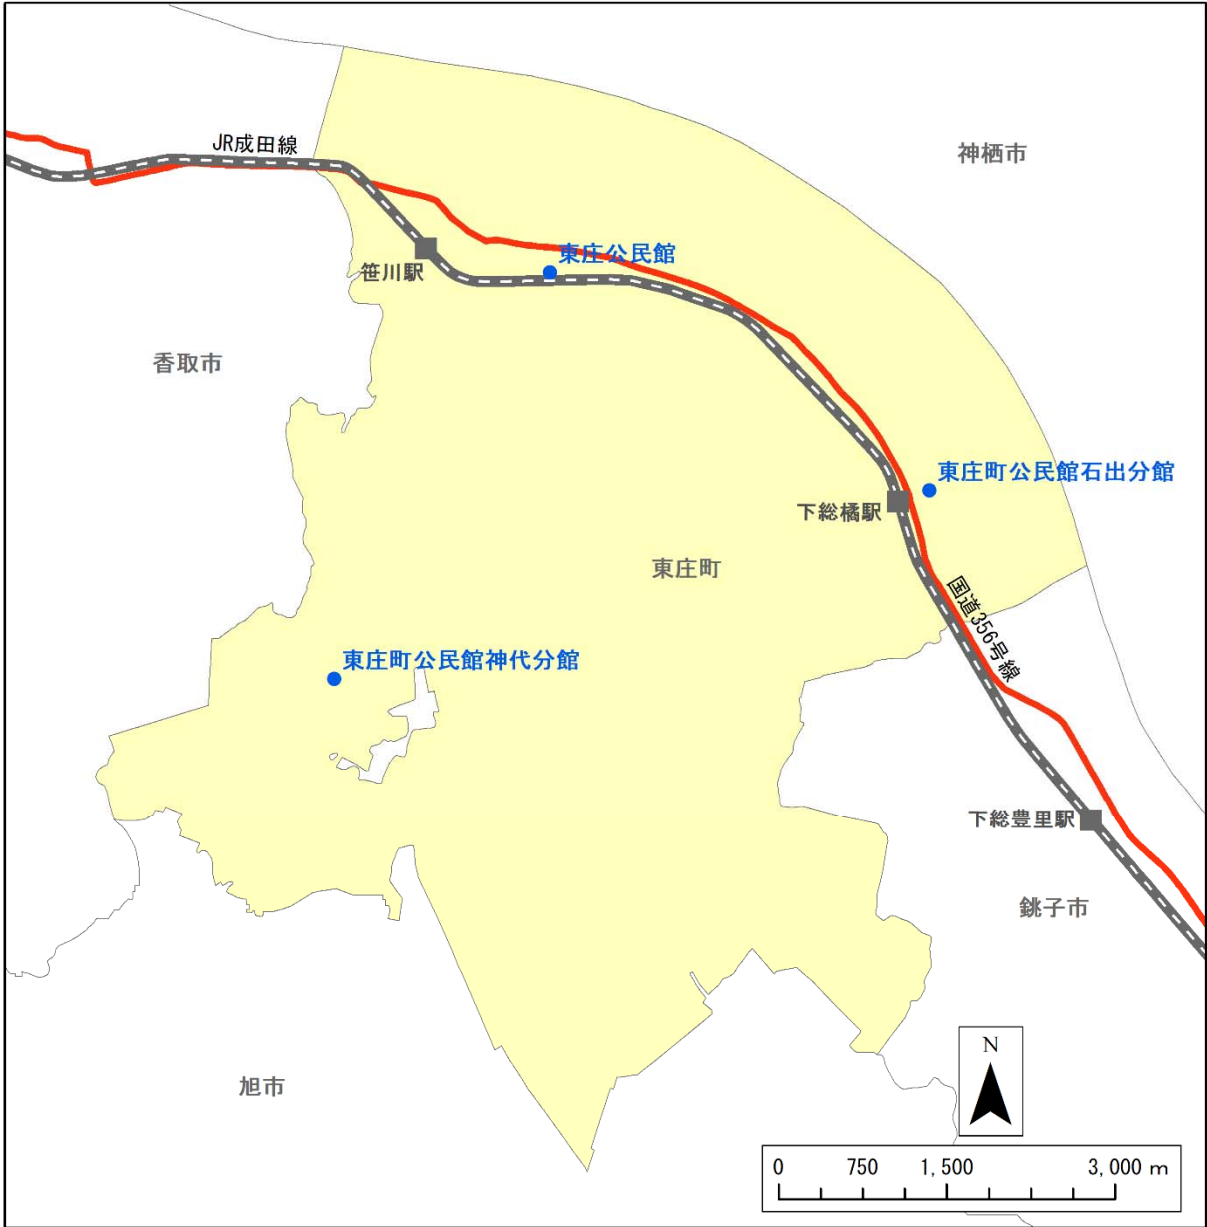 JR成田線
神栖市
東庄公民館
笹川駅
香取市
東庄町公民館石出分館
下総橘駅
東庄町
国道356号線
東庄町公民館神代分館
下総豊里駅
銚子市
旭市
N
0 750 1,500 3,000 m